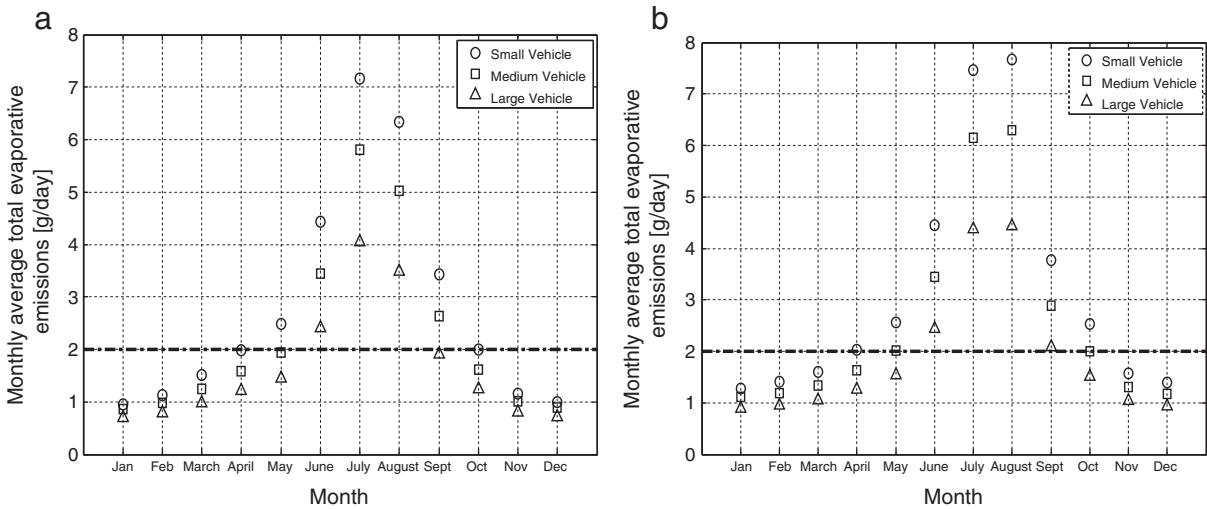 a
Monthly average total evaporative
emissions [g/day]
8
7
6
5
4
3
2
1
0
Small Vehicle
Medium Vehicle
Large Vehicle
Jan Feb March April May June July August Sept Oct Nov Dec
Month
b
Monthly average total evaporative
emissions [g/day]
8
7
6
5
4
3
2
1
0
Small Vehicle
Medium Vehicle
Large Vehicle
Jan Feb March April May June July August Sept Oct Nov Dec
Month